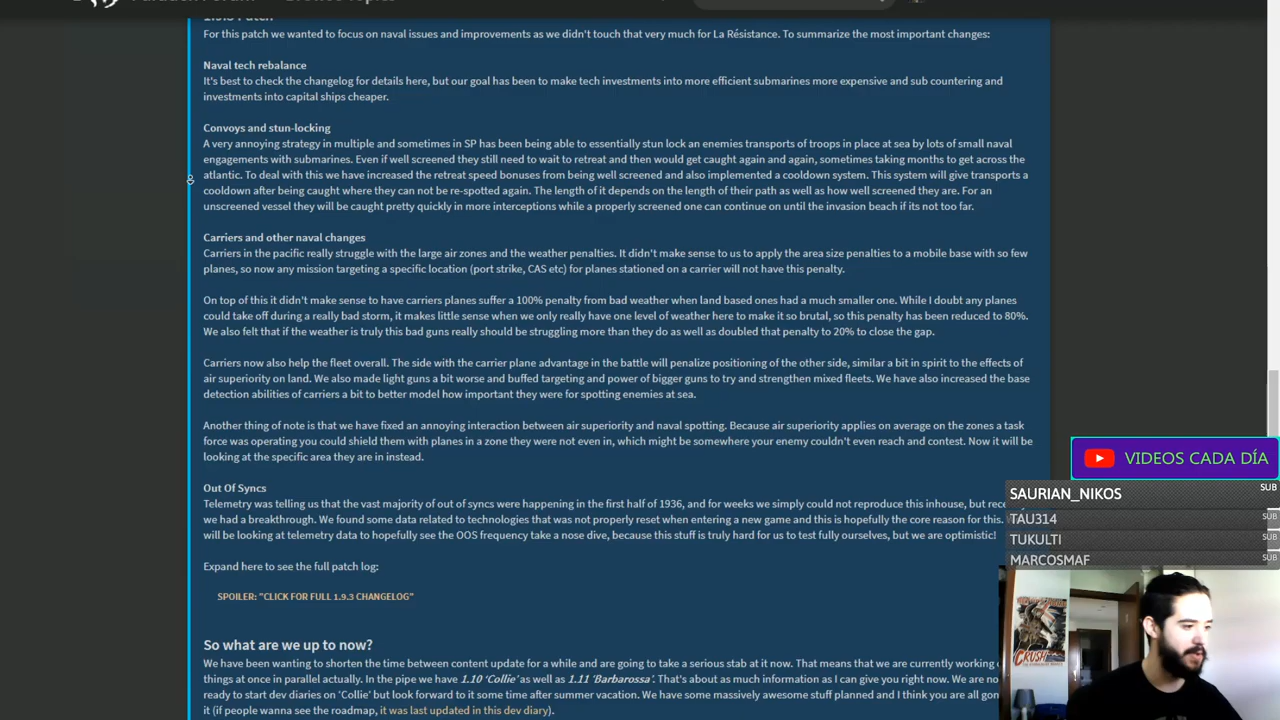 1.9.3 Patch
For this patch we wanted to focus on naval issues and improvements as we didn't touch that very much for La Résistance. To summarize the most important changes:
Naval tech rebalance
It's best to check the changelog for details here, but our goal has been to make tech investments into more efficient submarines more expensive and sub countering and
investments into capital ships cheaper.
Convoys and stun-locking
A very annoying strategy in multiple and sometimes in SP has been being able to essentially stun lock an enemies transports of troops in place at sea by lots of small naval
engagements with submarines. Even if well screened they still need to wait to retreat and then would get caught again and again, sometimes taking months to get across the
atlantic. To deal with this we have increased the retreat speed bonuses from being well screened and also implemented a cooldown system. This system will give transports a
cooldown after being caught where they can not be re-spotted again. The length of it depends on the length of their path as well as how well screened they are. For an
unscreened vessel they will be caught pretty quickly in more interceptions while a properly screened one can continue on until the invasion beach if its not too far.
Carriers and other naval changes
Carriers in the pacific really struggle with the large air zones and the weather penalties. It didn't make sense to us to apply the area size penalties to a mobile base with so few
planes, so now any mission targeting a specific location (port strike, CAS etc) for planes stationed on a carrier will not have this penalty.
On top of this it didn't make sense to have carriers planes suffer a 100% penalty from bad weather when land based ones had a much smaller one. While I doubt any planes
could take off during a really bad storm, it makes little sense when we only really have one level of weather here to make it so brutal, so this penalty has been reduced to 80%.
We also felt that if the weather is truly this bad guns really should be struggling more than they do as well as doubled that penalty to 20% to close the gap.
Carriers now also help the fleet overall. The side with the carrier plane advantage in the battle will penalize positioning of the other side, similar a bit in spirit to the effects of
air superiority on land. We also made light guns a bit worse and buffed targeting and power of bigger guns to try and strengthen mixed fleets. We have also increased the base
detection abilities of carriers a bit to better model how important they were for spotting enemies at sea.
Another thing of note is that we have fixed an annoying interaction between air superiority and naval spotting. Because air superiority applies on average on the zones a task
force was operating you could shield them with planes in a zone they were not even in, which might be somewhere your enemy couldn't even reach and contest. Now it will be
looking at the specific area they are in instead.
Out Of Syncs
Telemetry was telling us that the vast majority of out of syncs were happening in the first half of 1936, and for weeks we simply could not reproduce this inhouse, but rece
we had a breakthrough. We found some data related to technologies that was not properly reset when entering a new game and this is hopefully the core reason for this.
will be looking at telemetry data to hopefully see the OOS frequency take a nose dive, because this stuff is truly hard for us to test fully ourselves, but we are optimistic!
Expand here to see the full patch log:
SPOILER: "CLICK FOR FULL 1.9.3 CHANGELOG"
So what are we up to now?
We have been wanting to shorten the time between content update for a while and are going to take a serious stab at it now. That means that we are currently working
things at once in parallel actually. In the pipe we have 1.10 'Collie' as well as 1.11 'Barbarossa'. That's about as much information as I can give you right now. We are no
ready to start dev diaries on 'Collie' but look forward to it some time after summer vacation. We have some massively awesome stuff planned and I think you are all gon
it (if people wanna see the roadmap, it was last updated in this dev diary).
VIDEOS CADA DÍA
SAURIAN_NIKOS SUB
TAU314 SUB
TUKULTI SUB
MARCOSMAF SUB
CRUSH